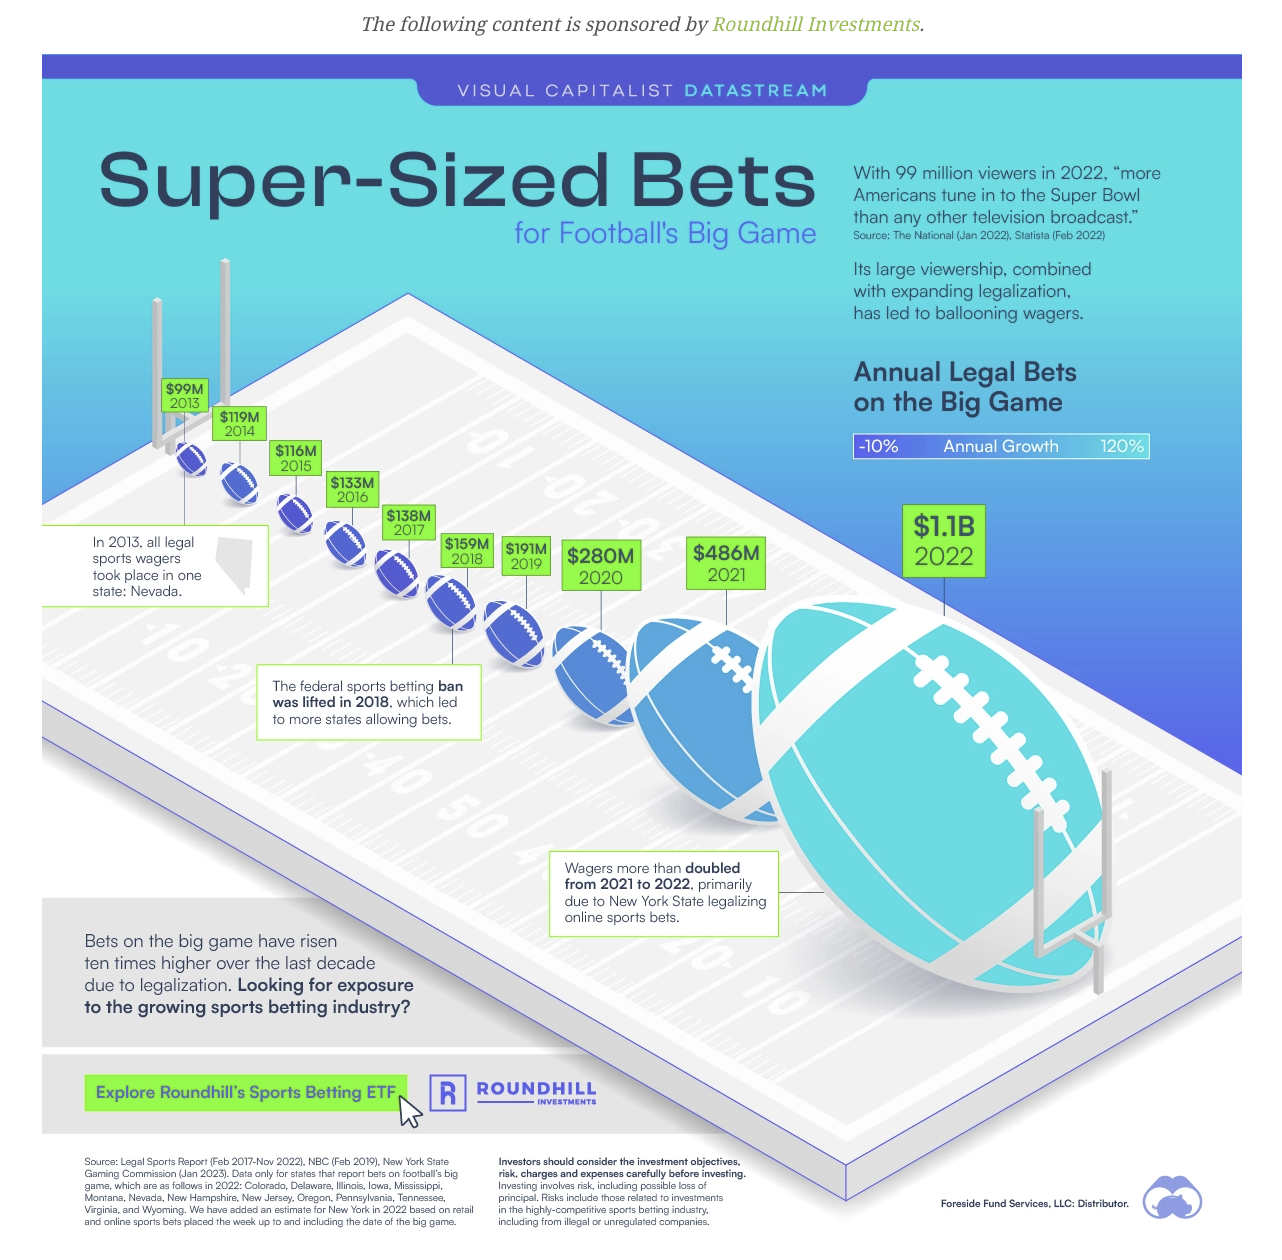 The following content is sponsored by Roundhill Investments.
VISUAL CAPITALIST DATASTREAM
Super-Sized Bets
for Football's Big Game
With 99 million viewers in 2022, “more
Americans tune in to the Super Bowl
than any other television broadcast.”
Source: The National (Jan 2022), Statista (Feb 2022)
Its large viewership, combined
with expanding legalization,
has led to ballooning wagers.
Annual Legal Bets
on the Big Game
-10% Annual Growth 120%
$99M
2013
$119M
2014
$116M
2015
$133M
2016
$138M
2017
$159M
2018
$191M
2019
$280M
2020
$486M
2021
$1.1B
2022
In 2013, all legal
sports wagers
took place in one
state: Nevada.
The federal sports betting ban
was lifted in 2018, which led
to more states allowing bets.
Wagers more than doubled
from 2021 to 2022, primarily
due to New York State legalizing
online sports bets.
10
20
10
20
40
50
20
10
Bets on the big game have risen
ten times higher over the last decade
due to legalization. Looking for exposure
to the growing sports betting industry?
Explore Roundhill’s Sports Betting ETF
R ROUNDHILL
INVESTMENTS
Source: Legal Sports Report (Feb 2017-Nov 2022), NBC (Feb 2019), New York State
Gaming Commission (Jan 2023). Data only for states that report bets on football’s big
game, which are as follows in 2022: Colorado, Delaware, Illinois, Iowa, Mississippi,
Montana, Nevada, New Hampshire, New Jersey, Oregon, Pennsylvania, Tennessee,
Virginia, and Wyoming. We have added an estimate for New York in 2022 based on retail
and online sports bets placed the week up to and including the date of the big game.
Investors should consider the investment objectives,
risk, charges and expenses carefully before investing.
Investing involves risk, including possible loss of
principal. Risks include those related to investments
in the highly-competitive sports betting industry,
including from illegal or unregulated companies.
Foreside Fund Services, LLC: Distributor.